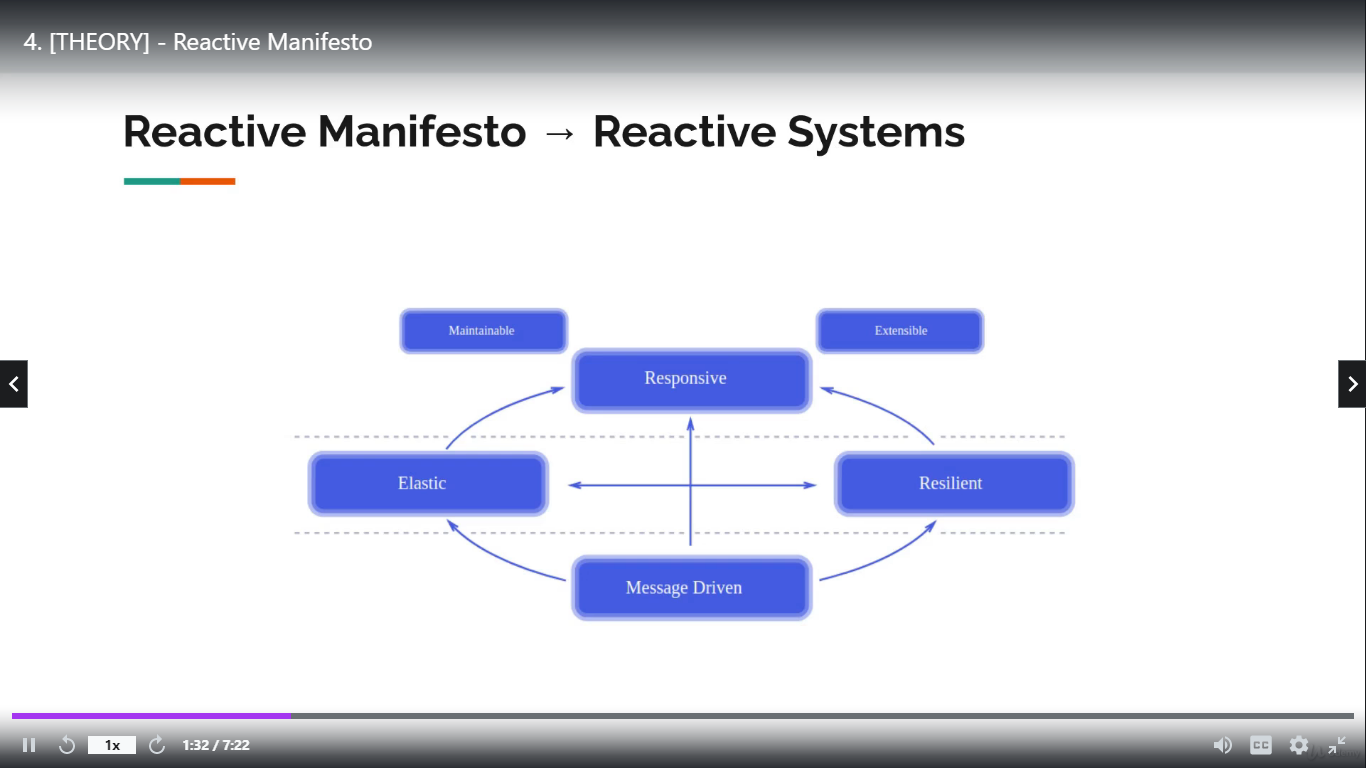 4. [THEORY] - Reactive Manifesto
Reactive Manifesto → Reactive Systems
Maintainable
Extensible
Responsive
Elastic
Resilient
Message Driven
1x
1:32 / 7:22
CC